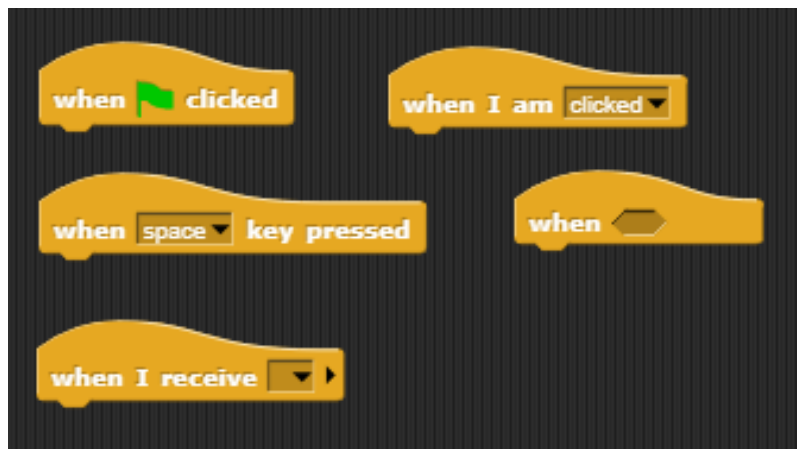 when clicked
when I am clicked
when space key pressed
when
when I receive